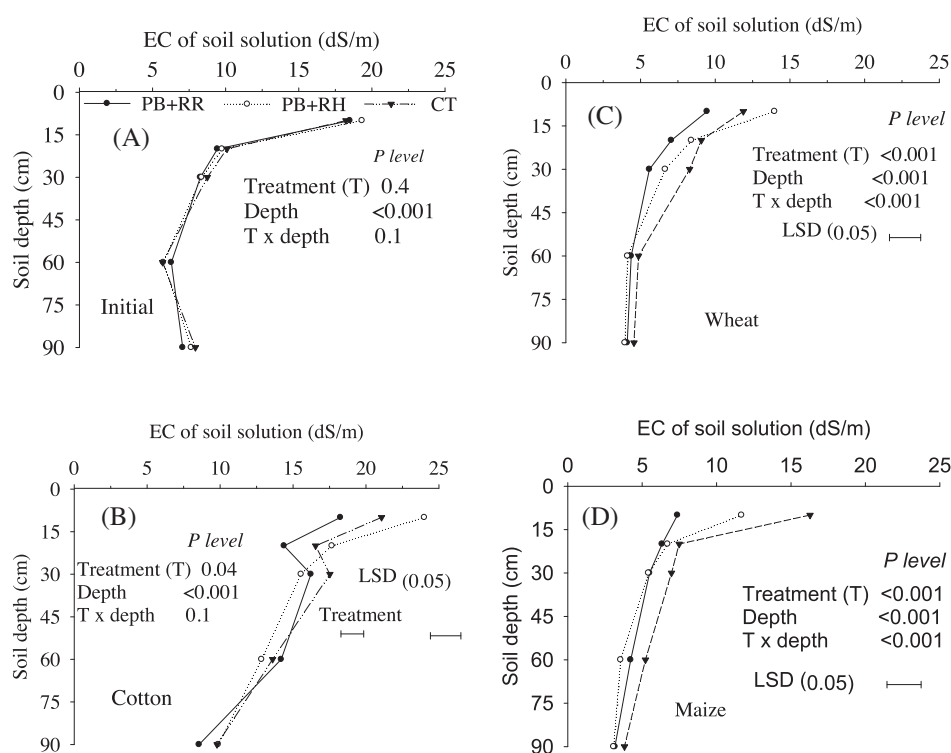 EC of soil solution (dS/m)
0 5 10 15 20 25
0
15
30
45
60
75
90
Soil depth (cm)
PB+RR PB+RH CT
(A)
P level
Treatment (T) 0.4
Depth <0.001
T x depth 0.1
Initial
EC of soil solution (dS/m)
0 5 10 15 20 25
0
15
30
45
60
75
90
Soil depth (cm)
(C)
P level
Treatment (T) <0.001
Depth <0.001
T x depth <0.001
LSD (0.05)
Wheat
EC of soil solution (dS/m)
0 5 10 15 20 25
0
15
30
45
60
75
90
Soil depth (cm)
(B)
P level
Treatment (T) 0.04
Depth <0.001
T x depth 0.1
LSD (0.05)
Treatment
Cotton
EC of soil solution (dS/m)
0 5 10 15 20 25
0
15
30
45
60
75
90
Soil depth (cm)
(D)
P level
Treatment (T) <0.001
Depth <0.001
T x depth <0.001
LSD (0.05)
Maize